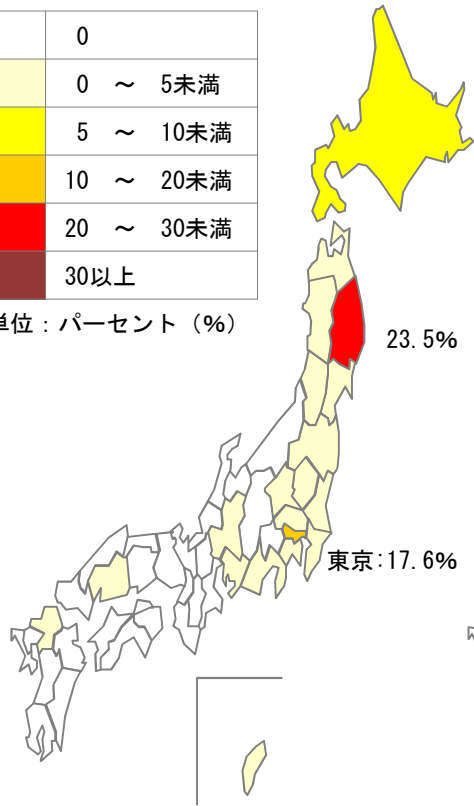 0
0 ～ 5未満
5 ～ 10未満
10 ～ 20未満
20 ～ 30未満
30以上
単位：パーセント（%）
23.5%
東京:17.6%